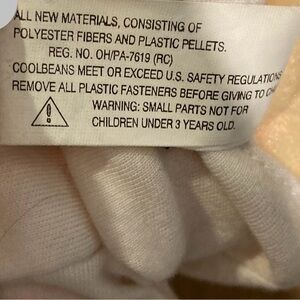 ALL NEW MATERIALS, CONSISTING OF
POLYESTER FIBERS AND PLASTIC PELLETS.
REG. NO. OH/PA-7619 (RC)
COOLBEANS MEET OR EXCEED U.S. SAFETY REGULATIONS
REMOVE ALL PLASTIC FASTENERS BEFORE GIVING TO
WARNING: SMALL PARTS NOT FOR
CHILDREN UNDER 3 YEARS OLD.